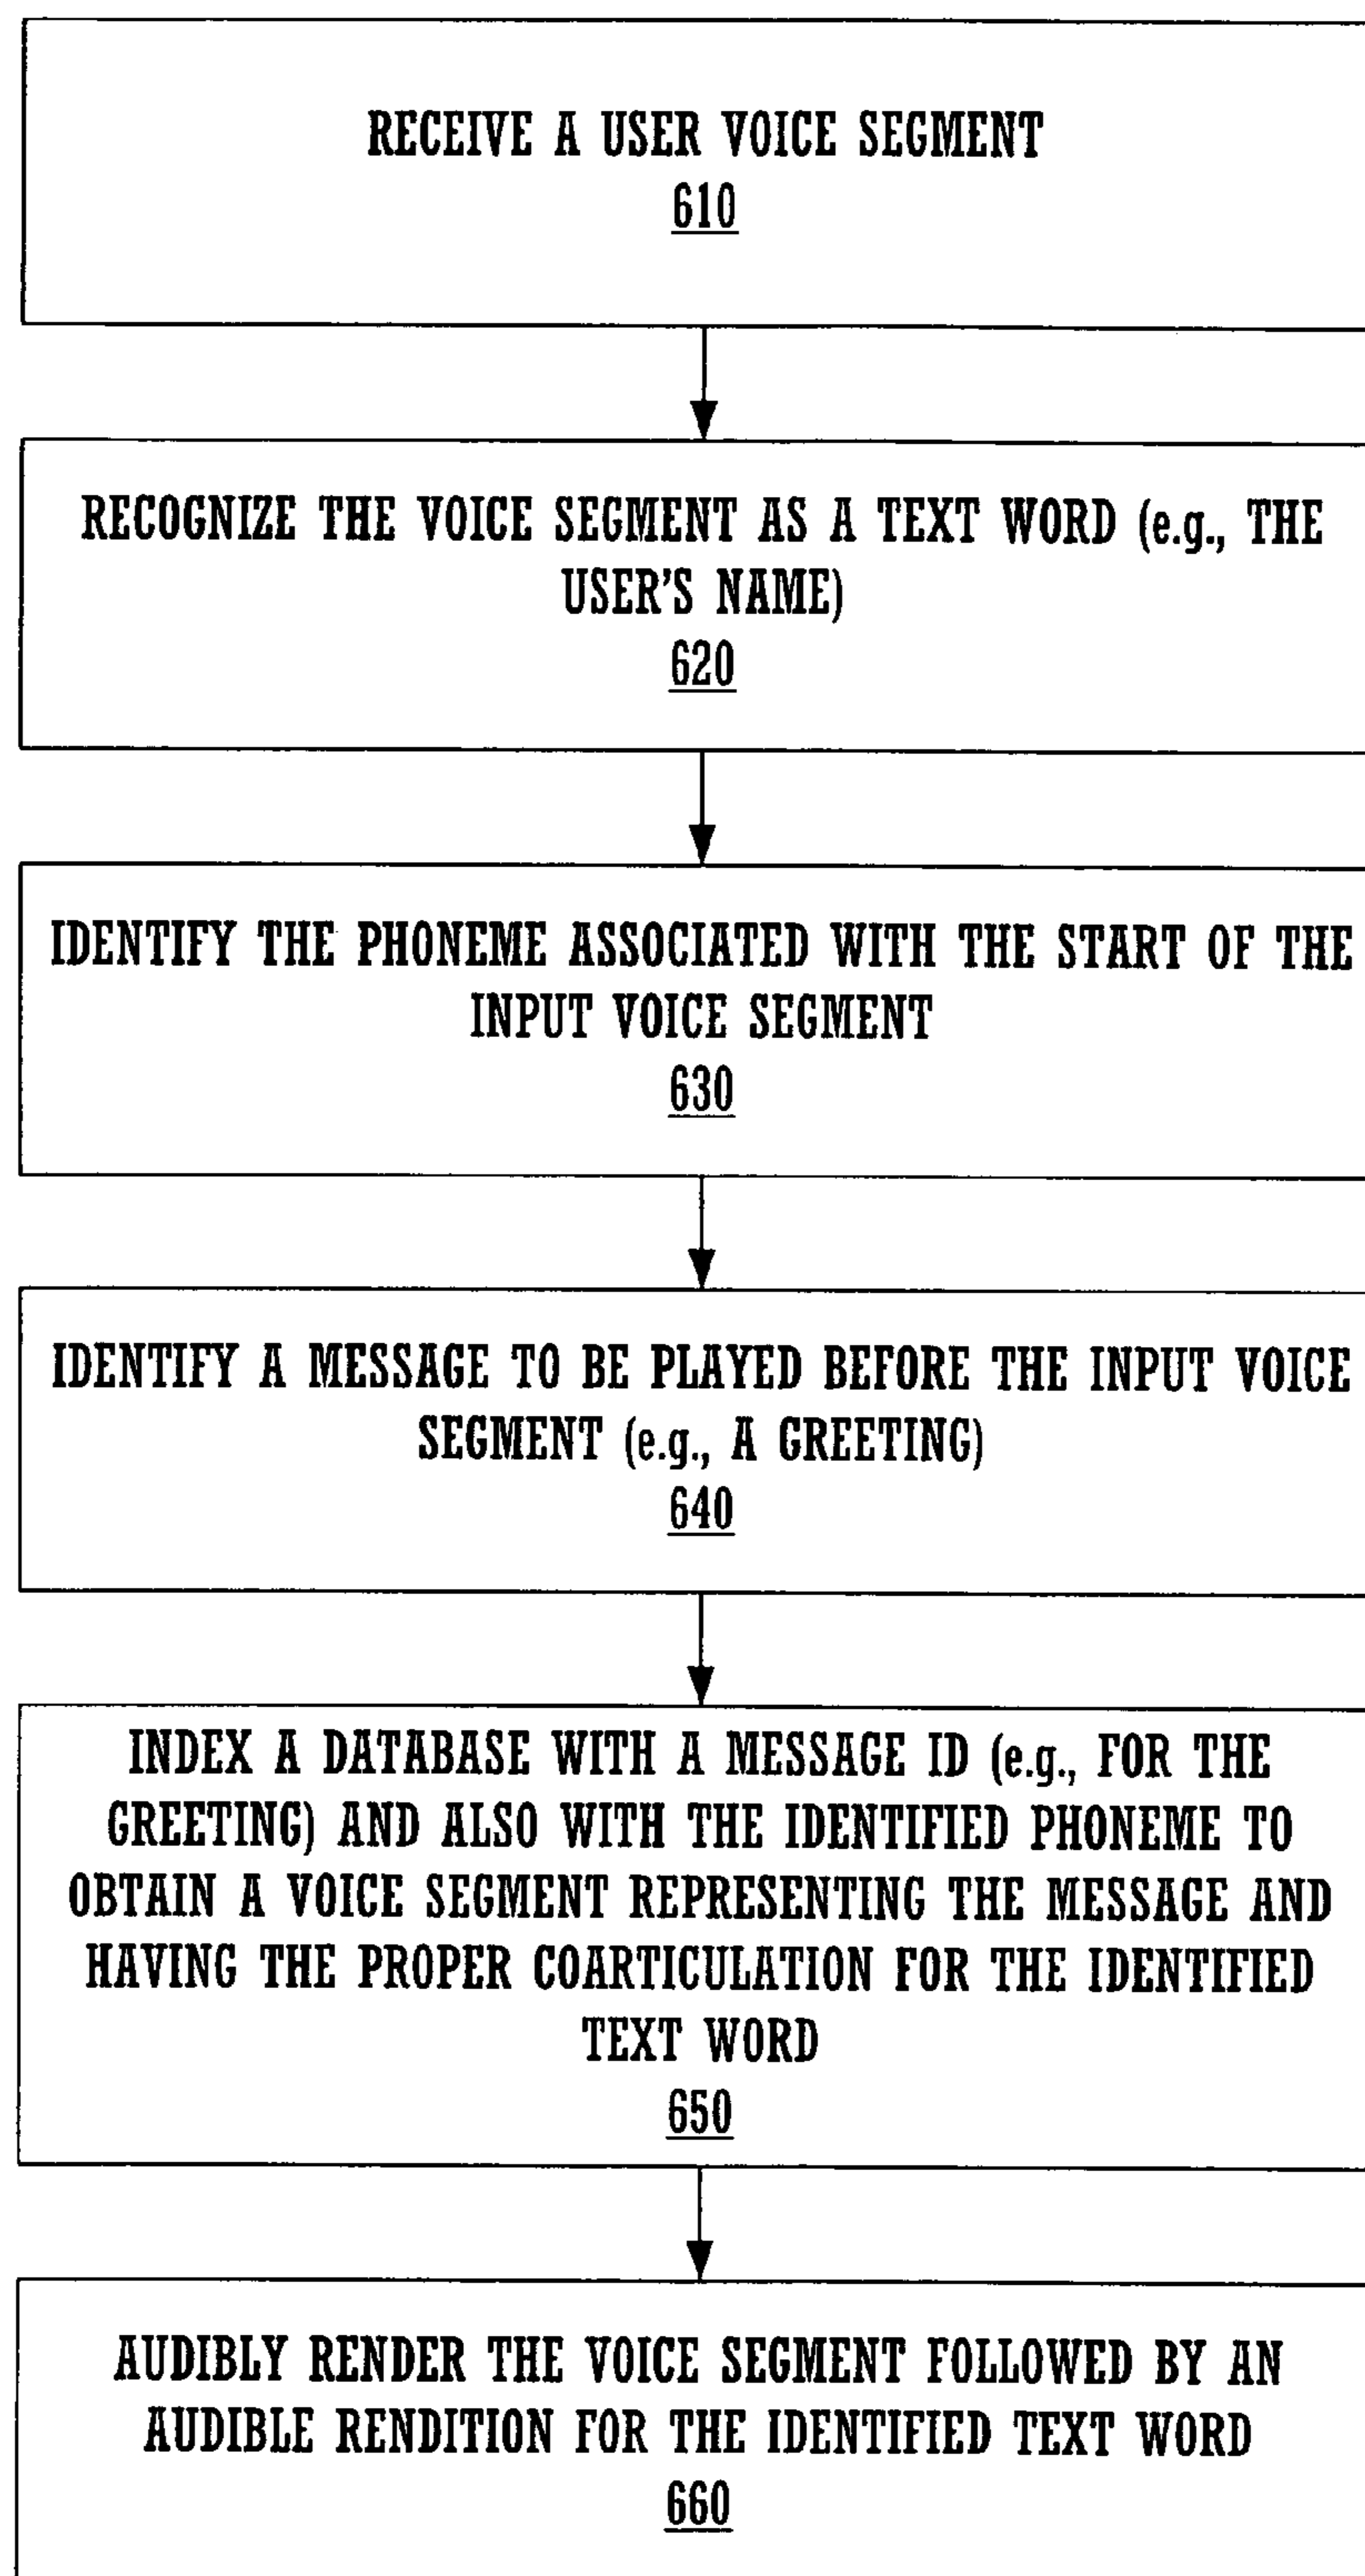 RECEIVE A USER VOICE SEGMENT
610
RECOGNIZE THE VOICE SEGMENT AS A TEXT WORD (e.g., THE
USER'S NAME)
620
IDENTIFY THE PHONEME ASSOCIATED WITH THE START OF THE
INPUT VOICE SEGMENT
630
IDENTIFY A MESSAGE TO BE PLAYED BEFORE THE INPUT VOICE
SEGMENT (e.g., A GREETING)
640
INDEX A DATABASE WITH A MESSAGE ID (e.g., FOR THE
GREETING) AND ALSO WITH THE IDENTIFIED PHONEME TO
OBTAIN A VOICE SEGMENT REPRESENTING THE MESSAGE AND
HAVING THE PROPER COARTICULATION FOR THE IDENTIFIED
TEXT WORD
650
AUDIBLY RENDER THE VOICE SEGMENT FOLLOWED BY AN
AUDIBLE RENDITION FOR THE IDENTIFIED TEXT WORD
660